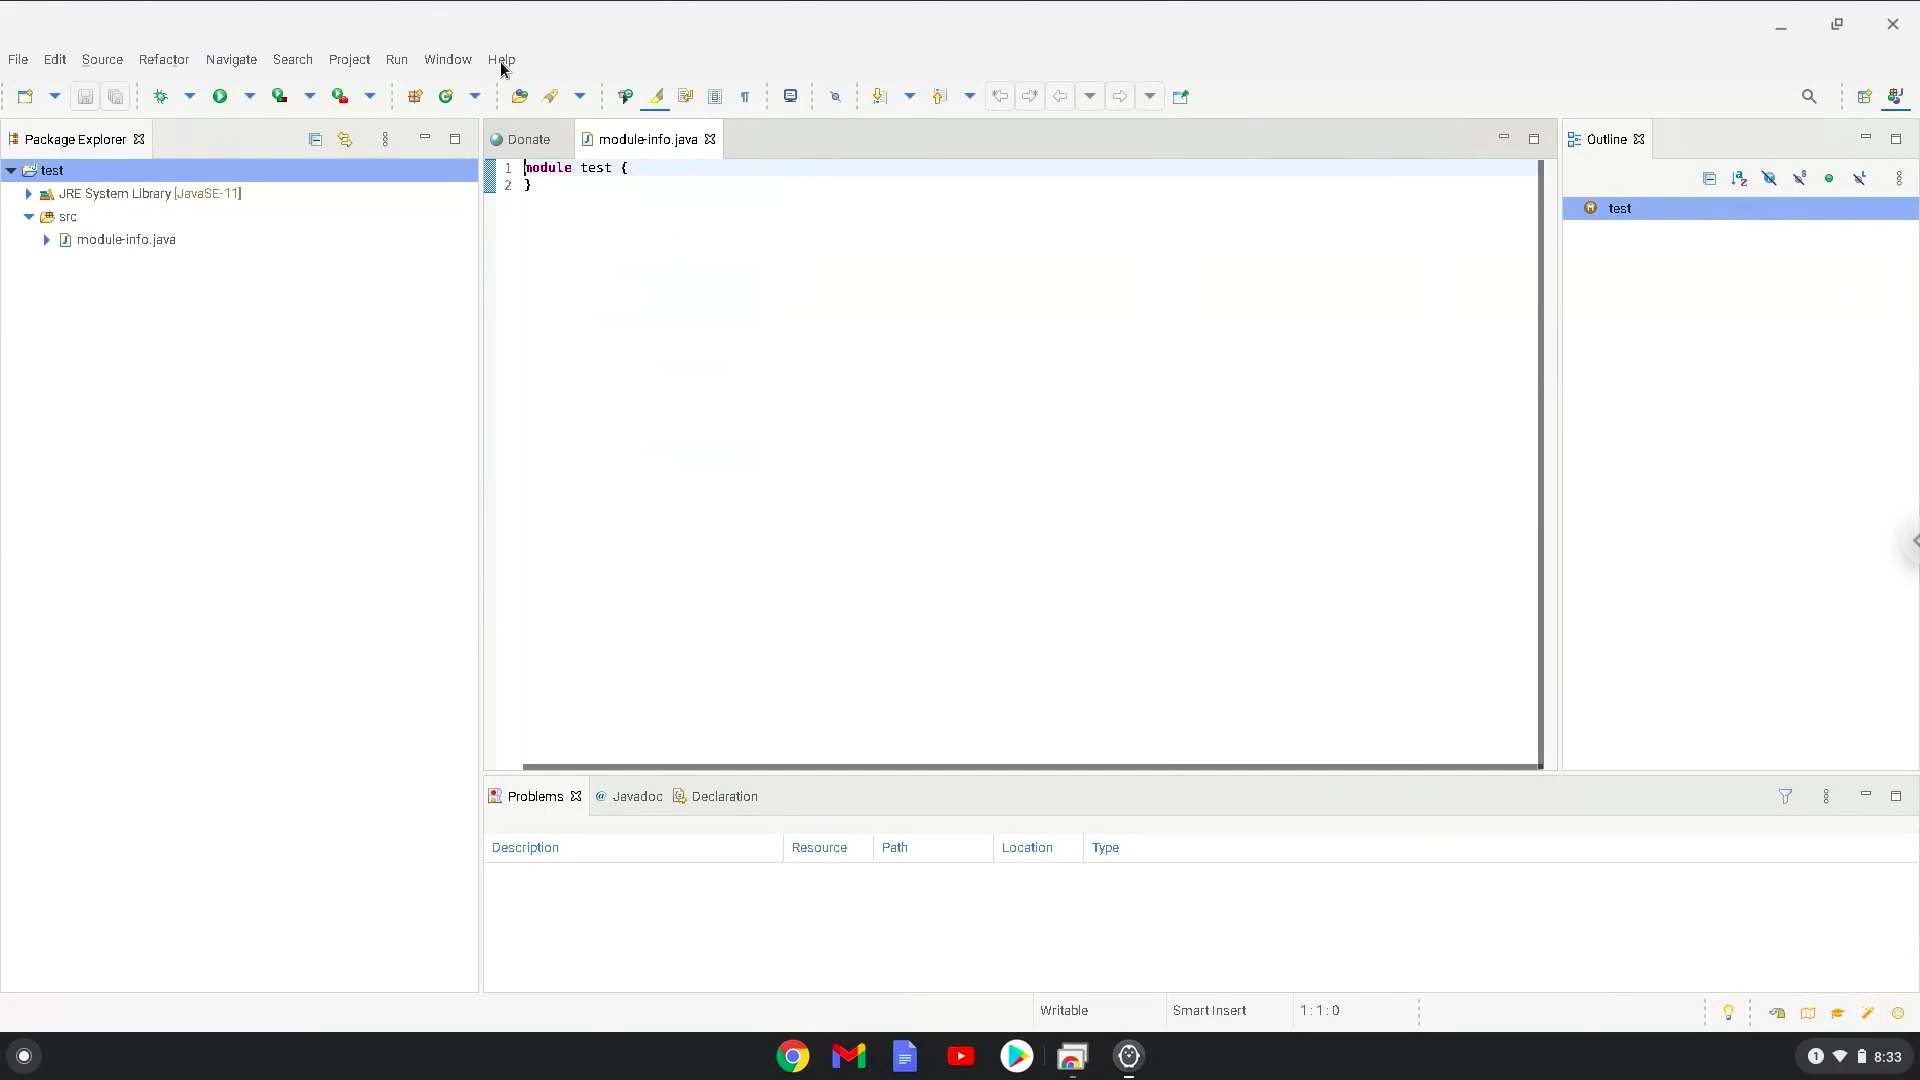 File Edit Source Refactor Navigate Search Project Run Window Help
Package Explorer
test
JRE System Library [JavaSE-11]
src
module-info.java
Donate
module-info.java
1 module test {
2 }
Outline
test
Problems
Javadoc
Declaration
Description Resource Path Location Type
Writable Smart Insert 1 : 1 : 0
1 8:33